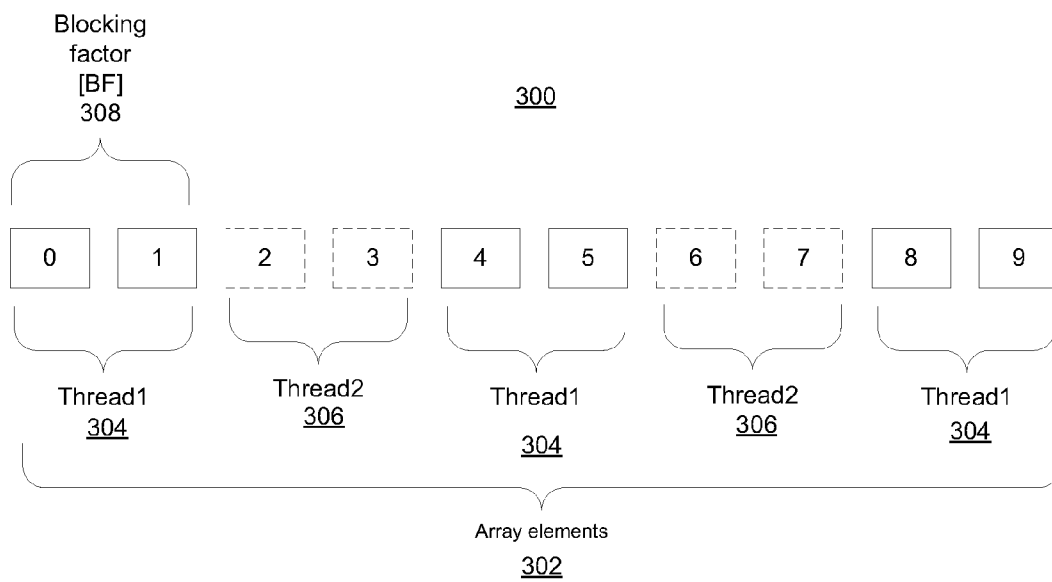 Blocking
factor
[BF]
308
300
0 1 2 3 4 5 6 7 8 9
Thread1 Thread2 Thread1 Thread2 Thread1
304 306 304 306 304
Array elements
302